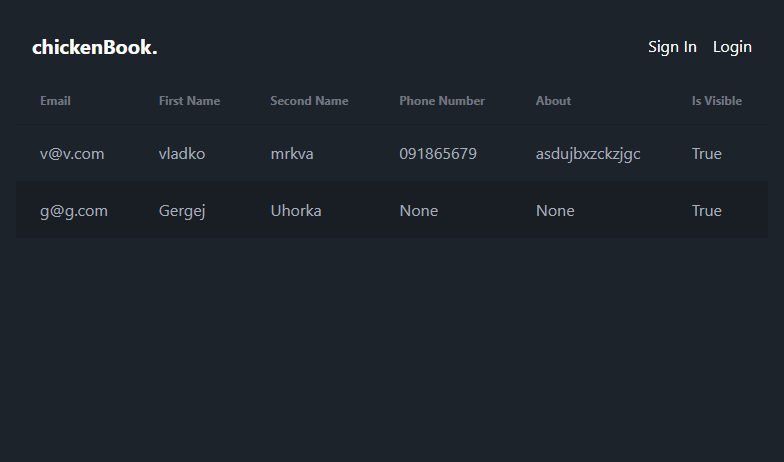 chickenBook. Sign In Login
Email First Name Second Name Phone Number About Is Visible
v@v.com vladko mrkva 091865679 asdujbxzckzjgc True
g@g.com Gergej Uhorka None None True